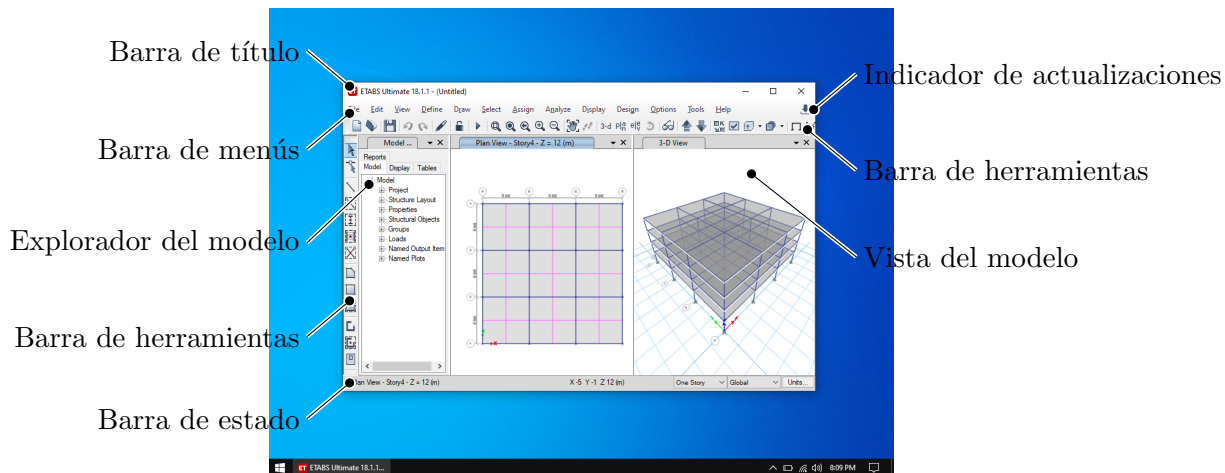 Barra de título
Barra de menús
Explorador del modelo
Barra de herramientas
Barra de estado
Indicador de actualizaciones
Barra de herramientas
Vista del modelo
ETABS Ultimate 18.1.1 - (Untitled)
Edit View Define Draw Select Assign Analyze Display Design Options Tools Help
3-d
Model ...
Plan View - Story4 - Z = 12 (m)
3-D View
Reports
Model Display Tables
Model
Project
Structure Layout
Properties
Structural Objects
Groups
Loads
Named Output Item
Named Plots
View - Story4 - Z = 12 (m)
X -5 Y -1 Z 12 (m)
One Story
Global
Units...
ET ETABS Ultimate 18.1.1...
8:09 PM